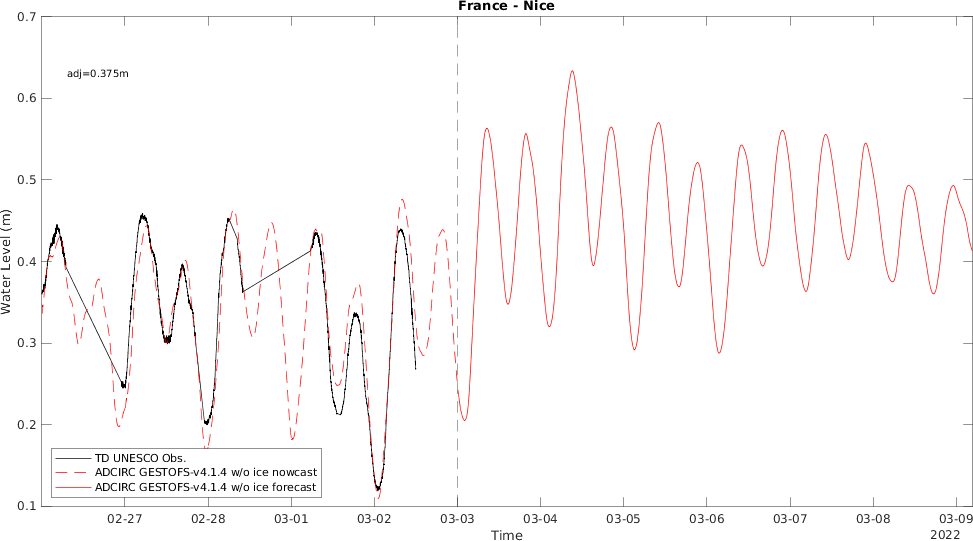 France - Nice
0.7
0.6
0.5
0.4
0.3
0.2
0.1
Water Level (m)
adj=0.375m
TD UNESCO Obs.
ADCIRC GESTOFS-v4.1.4 w/o ice nowcast
ADCIRC GESTOFS-v4.1.4 w/o ice forecast
02-27 02-28 03-01 03-02 03-03 03-04 03-05 03-06 03-07 03-08 03-09
Time
2022